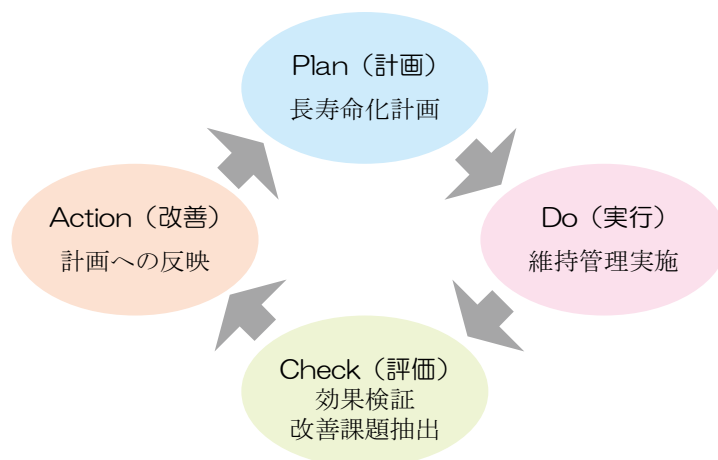 Plan（計画）
長寿命化計画
Do（実行）
維持管理実施
Check（評価）
効果検証
改善課題抽出
Action（改善）
計画への反映